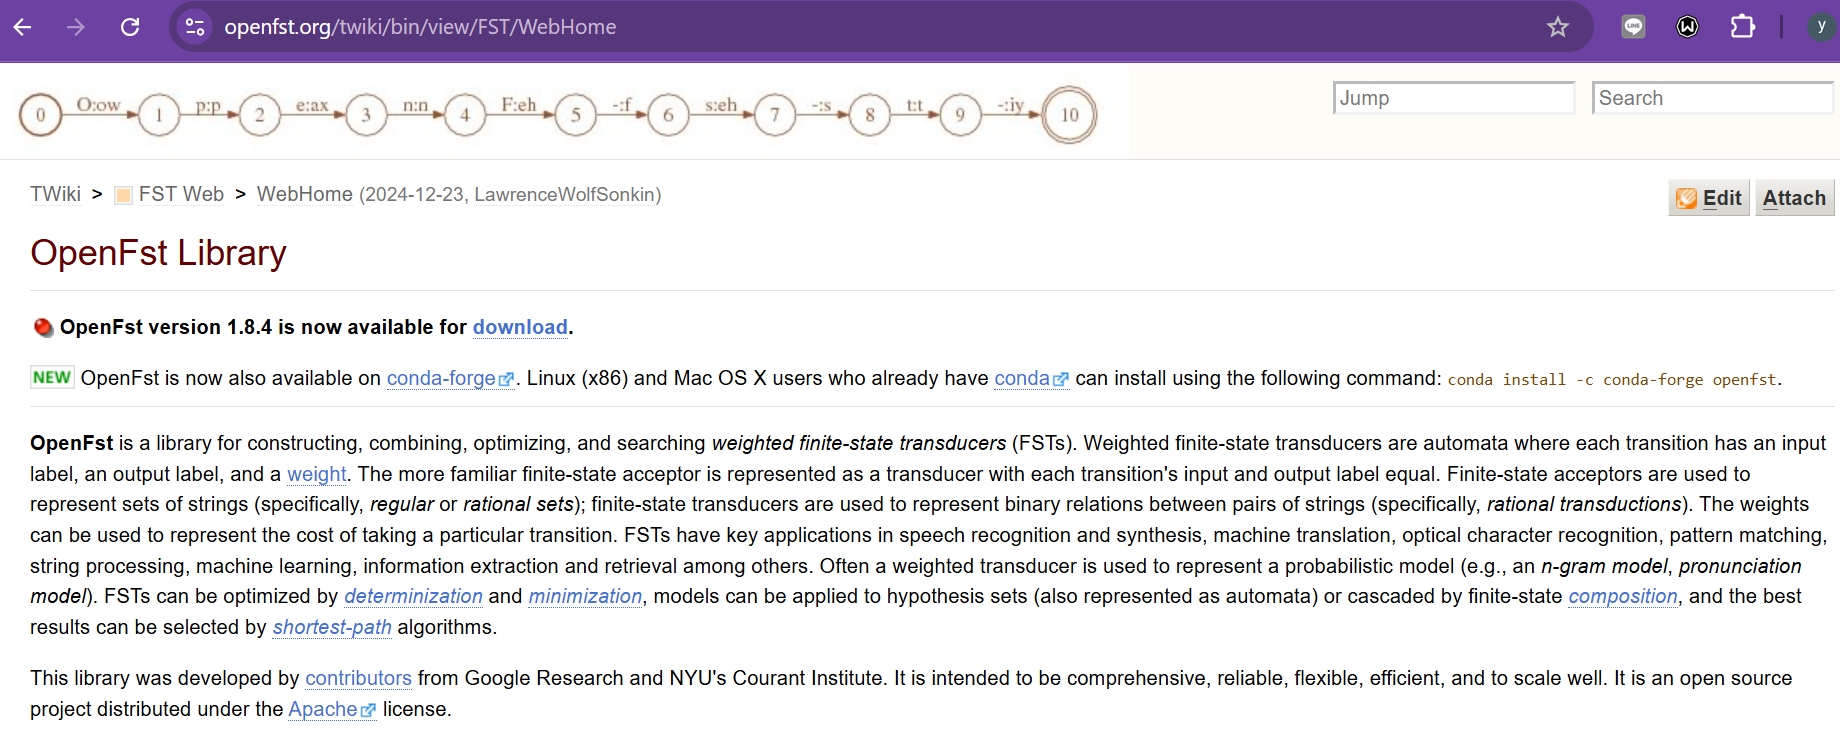 openfst.org/twiki/bin/view/FST/WebHome
y
0 O:ow 1 p:p 2 e:ax 3 n:n 4 F:eh 5 -:f 6 s:eh 7 -:s 8 t:t 9 -:iy 10
Jump Search
TWiki > FST Web > WebHome (2024-12-23, LawrenceWolfSonkin)
Edit Attach
OpenFst Library
OpenFst version 1.8.4 is now available for download.
NEW OpenFst is now also available on conda-forge. Linux (x86) and Mac OS X users who already have conda can install using the following command: conda install -c conda-forge openfst.
OpenFst is a library for constructing, combining, optimizing, and searching weighted finite-state transducers (FSTs). Weighted finite-state transducers are automata where each transition has an input
label, an output label, and a weight. The more familiar finite-state acceptor is represented as a transducer with each transition's input and output label equal. Finite-state acceptors are used to
represent sets of strings (specifically, regular or rational sets); finite-state transducers are used to represent binary relations between pairs of strings (specifically, rational transductions). The weights
can be used to represent the cost of taking a particular transition. FSTs have key applications in speech recognition and synthesis, machine translation, optical character recognition, pattern matching,
string processing, machine learning, information extraction and retrieval among others. Often a weighted transducer is used to represent a probabilistic model (e.g., an n-gram model, pronunciation
model). FSTs can be optimized by determinization and minimization, models can be applied to hypothesis sets (also represented as automata) or cascaded by finite-state composition, and the best
results can be selected by shortest-path algorithms.
This library was developed by contributors from Google Research and NYU's Courant Institute. It is intended to be comprehensive, reliable, flexible, efficient, and to scale well. It is an open source
project distributed under the Apache license.